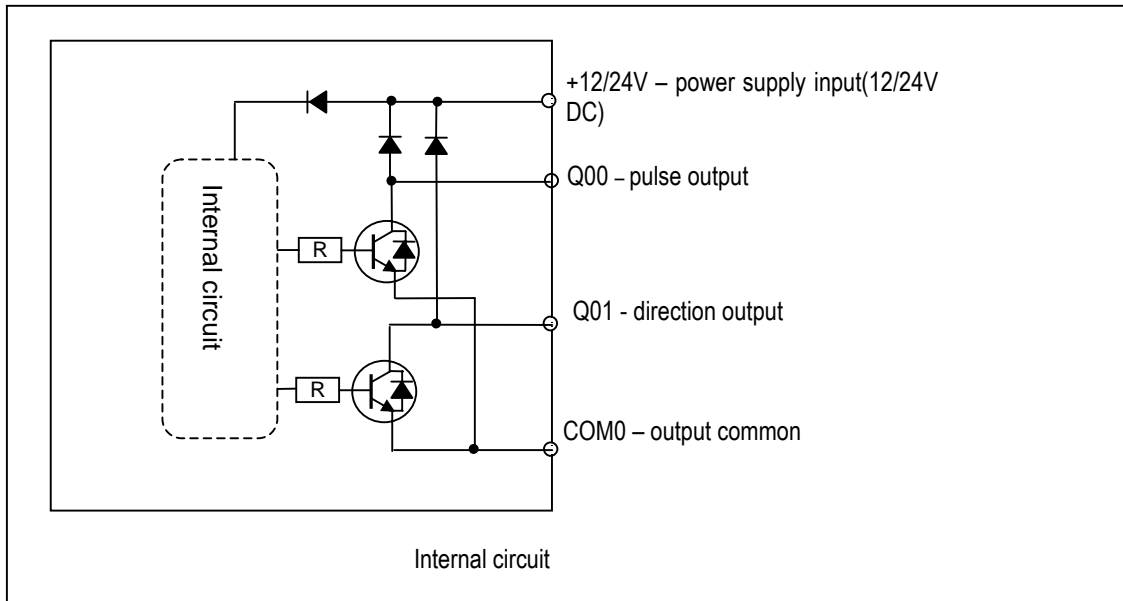 +12/24V – power supply input(12/24V
DC)
Q00 – pulse output
Internal circuit
R
Q01 - direction output
R
COM0 – output common
Internal circuit